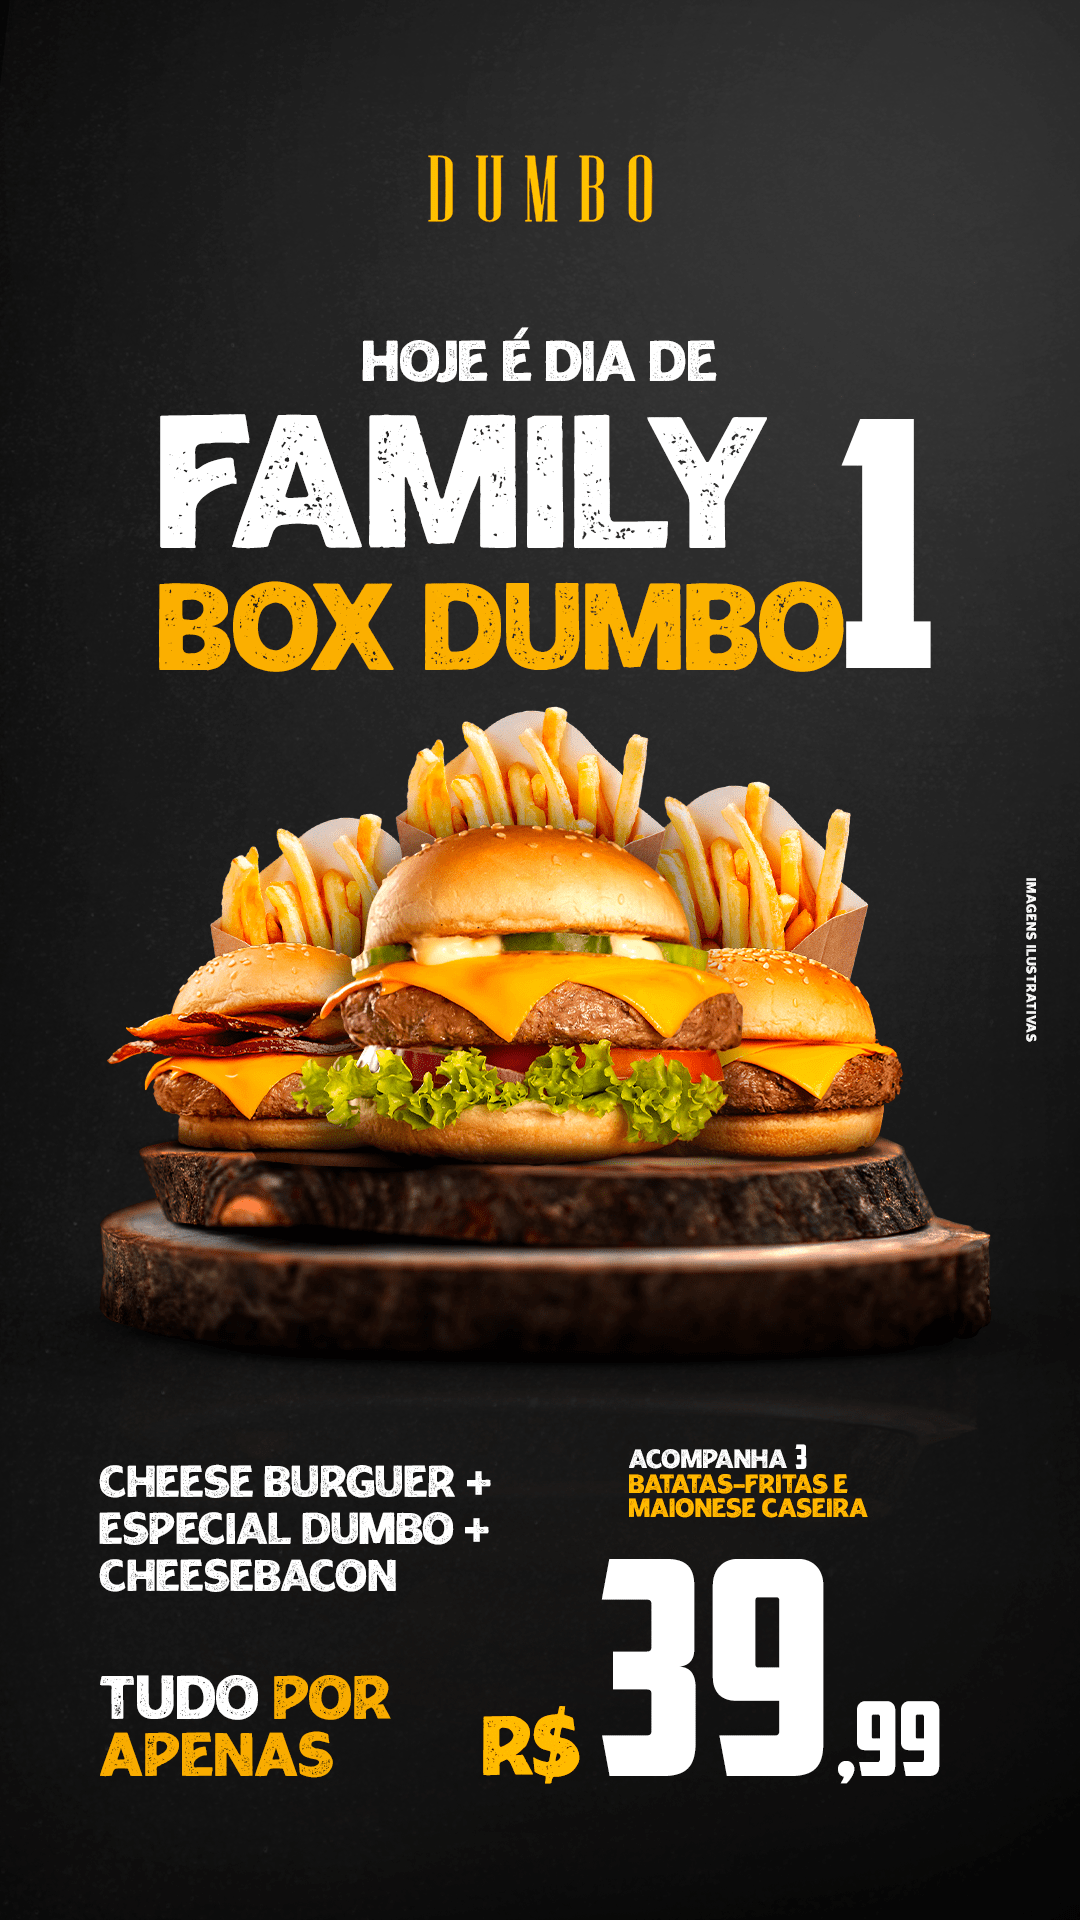 DUMBO
HOJE É DIA DE
FAMILY 1
BOX DUMBO
IMAGENS ILUSTRATIVAS
CHEESE BURGUER +
ESPECIAL DUMBO +
CHEESEBACON
ACOMPANHA 3
BATATAS-FRITAS E
MAIONESE CASEIRA
TUDO POR
APENAS
R$ 39,99